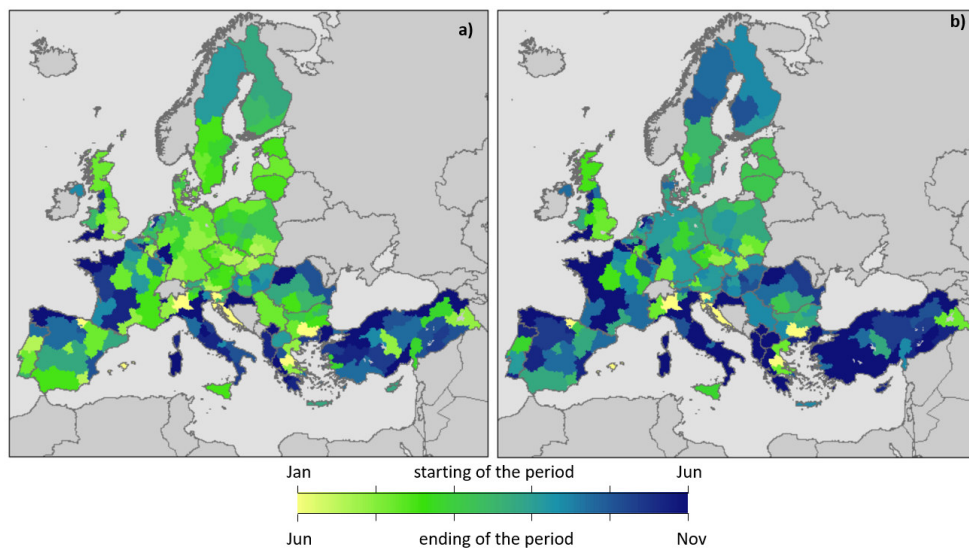 a)
b)
Jan starting of the period Jun
Jun ending of the period Nov